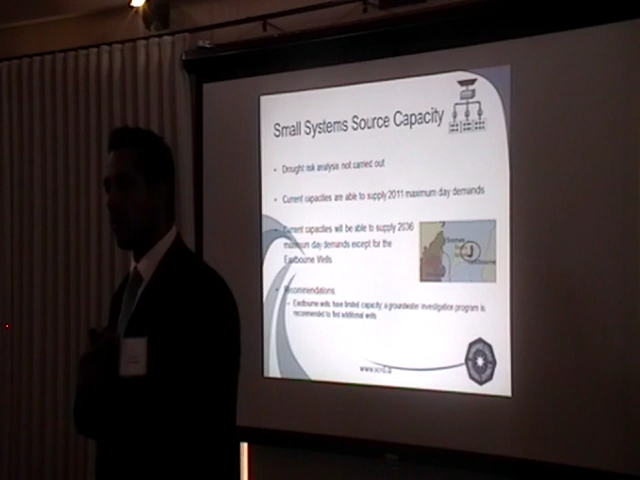 Small Systems Source Capacity
Drought risk analysis not carried out
Current capacities are able to supply 2011 maximum day demands
Current capacities will be able to supply 2036
maximum day demands except for the
Eastbourne Wells
Recommendations
Eastbourne wells have limited capacity, a groundwater investigation program is
recommended to find additional wells